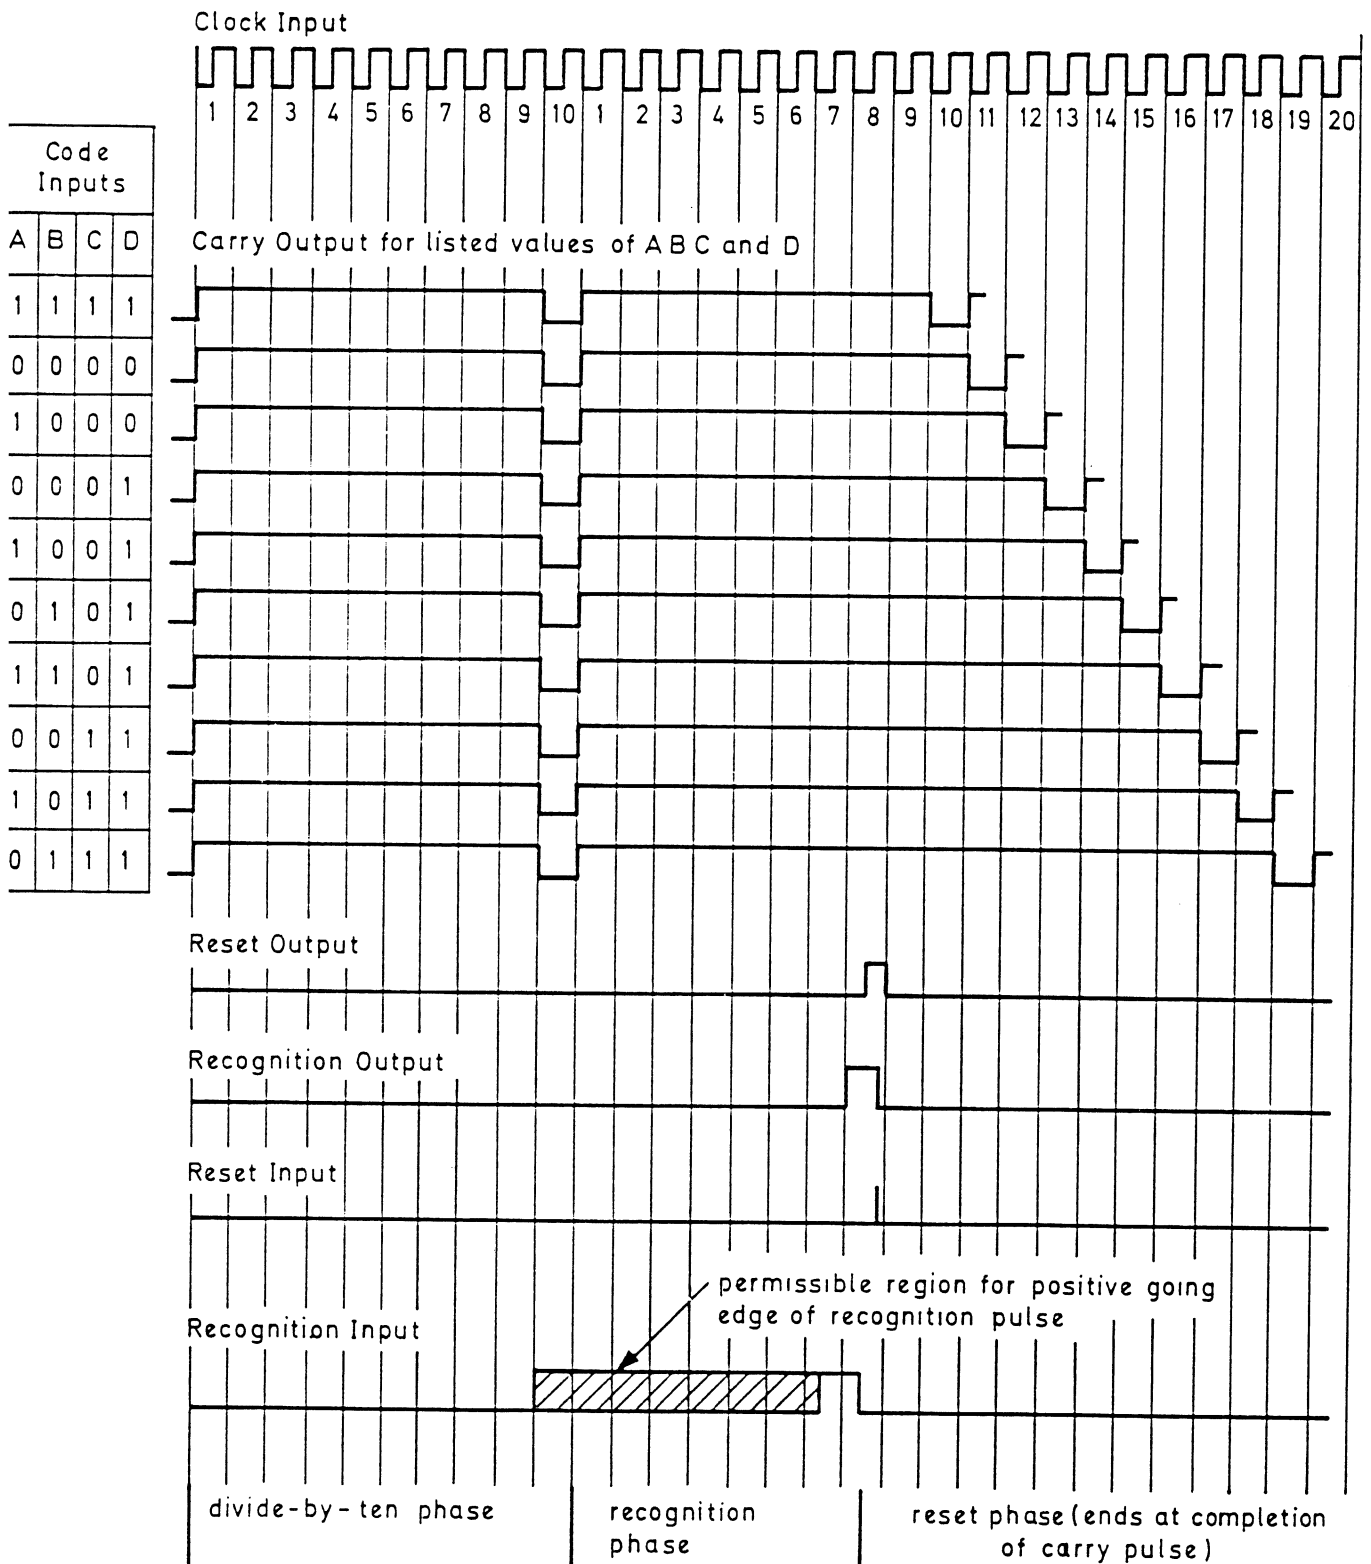 Clock Input
1 2 3 4 5 6 7 8 9 10 1 2 3 4 5 6 7 8 9 10 11 12 13 14 15 16 17 18 19 20
Code
Inputs
A B C D
Carry Output for listed values of A B C and D
1 1 1 1
0 0 0 0
1 0 0 0
0 0 0 1
1 0 0 1
0 1 0 1
1 1 0 1
0 0 1 1
1 0 1 1
0 1 1 1
Reset Output
Recognition Output
Reset Input
permissible region for positive going
edge of recognition pulse
Recognition Input
divide-by-ten phase
recognition
phase
reset phase (ends at completion
of carry pulse)